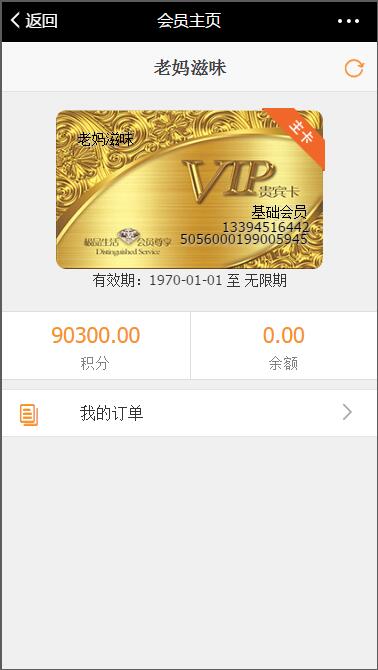 返回
会员主页
老妈滋味
老妈滋味
主卡
VIP
贵宾卡
基础会员
13394516442
5056000199005945
极品生活 会员尊享
Distinguished Service
有效期：1970-01-01 至 无限期
90300.00
0.00
积分
余额
我的订单